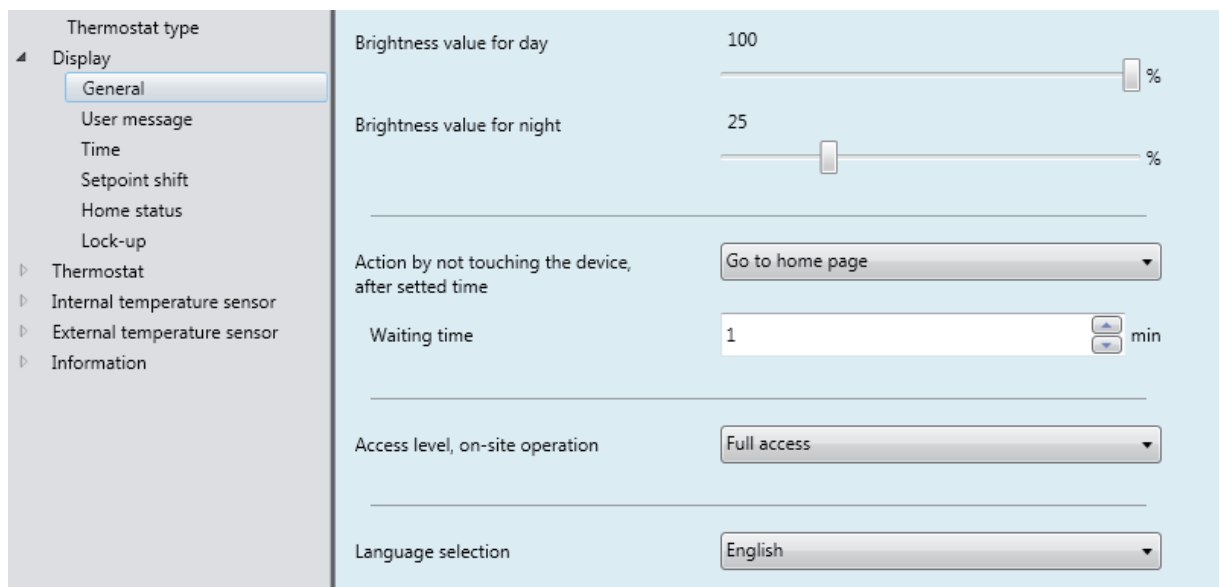 Thermostat type
Display
General
User message
Time
Setpoint shift
Home status
Lock-up
Thermostat
Internal temperature sensor
External temperature sensor
Information
Brightness value for day
100
%
Brightness value for night
25
%
Action by not touching the device,
after setted time
Go to home page
Waiting time
1
min
Access level, on-site operation
Full access
Language selection
English